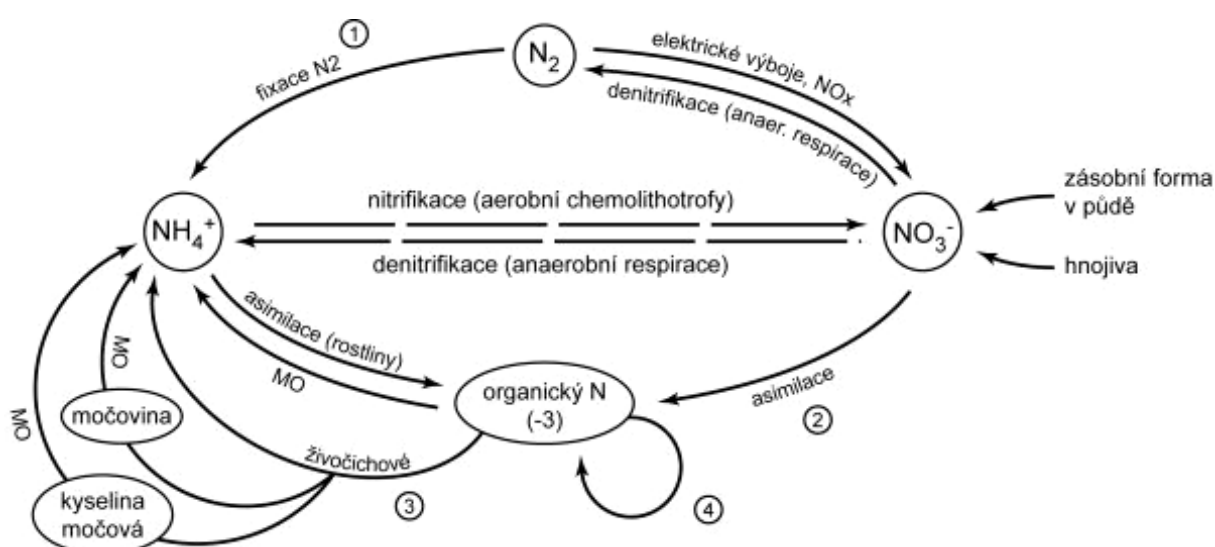 ①
fixace N2
N₂
elektrické výboje, NOx
denitrifikace (anaer. respirace)
NH₄⁺
nitrifikace (aerobní chemolithotrofy)
denitrifikace (anaerobní respirace)
NO₃⁻
zásobní forma
v půdě
hnojiva
asimilace (rostliny)
MO
organický N
(-3)
asimilace
②
MO
močovina
MO
kyselina
močová
živočichové
③
④